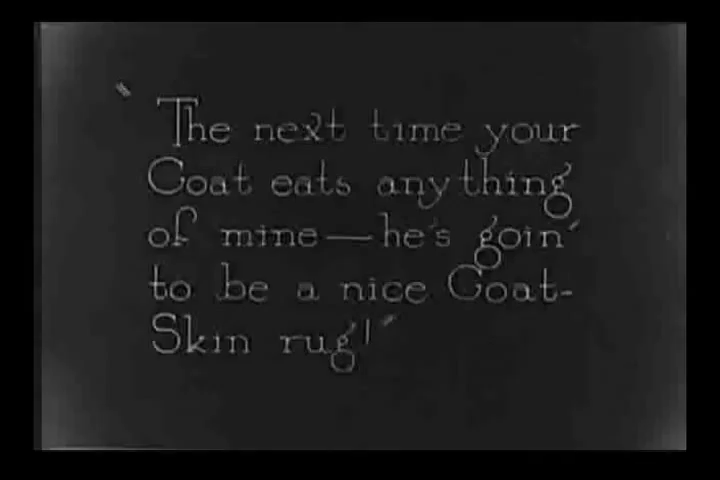 "The next time your
Goat eats anything
of mine—he's goin'
to be a nice Goat-
Skin rug!"